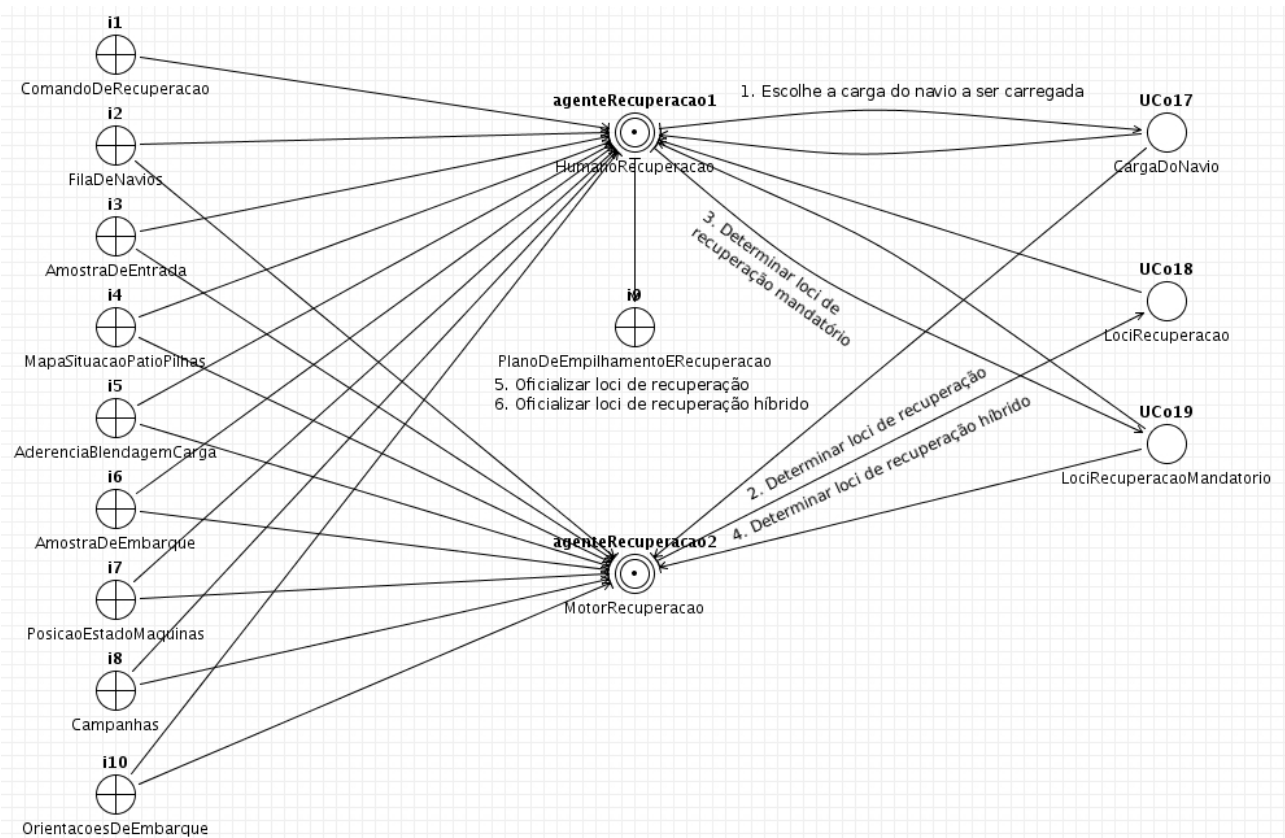 i1
ComandoDeRecuperacao
i2
FilaDeNavios
i3
AmostraDeEntrada
i4
MapaSituacaoPatioPilhas
i5
AderenciaBlendagemCarga
i6
AmostraDeEmbarque
i7
PosicaoEstadoMaquinas
i8
Campanhas
i10
OrientacoesDeEmbarque
agenteRecuperacao1
HumanoRecuperacao
i9
PlanoDeEmpilhamentoERecuperacao
5. Oficializar loci de recuperação
6. Oficializar loci de recuperação híbrido
agenteRecuperacao2
MotorRecuperacao
1. Escolhe a carga do navio a ser carregada
3. Determinar loci de
recuperação mandatório
2. Determinar loci de recuperação
4. Determinar loci de recuperação híbrido
UCo17
CargaDoNavio
UCo18
LociRecuperacao
UCo19
LociRecuperacaoMandatorio